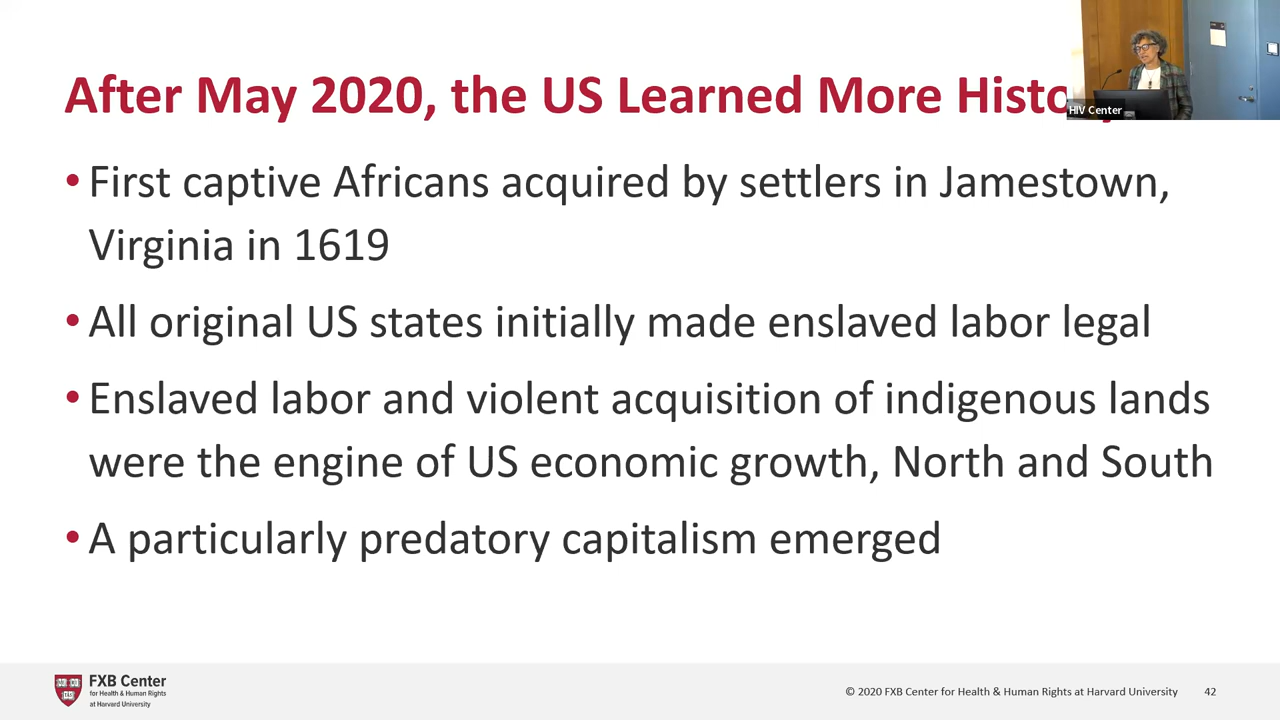 After May 2020, the US Learned More
HIV Center
• First captive Africans acquired by settlers in Jamestown,
Virginia in 1619
• All original US states initially made enslaved labor legal
• Enslaved labor and violent acquisition of indigenous lands
were the engine of US economic growth, North and South
• A particularly predatory capitalism emerged
FXB Center
for Health & Human Rights
at Harvard University
© 2020 FXB Center for Health & Human Rights at Harvard University
42